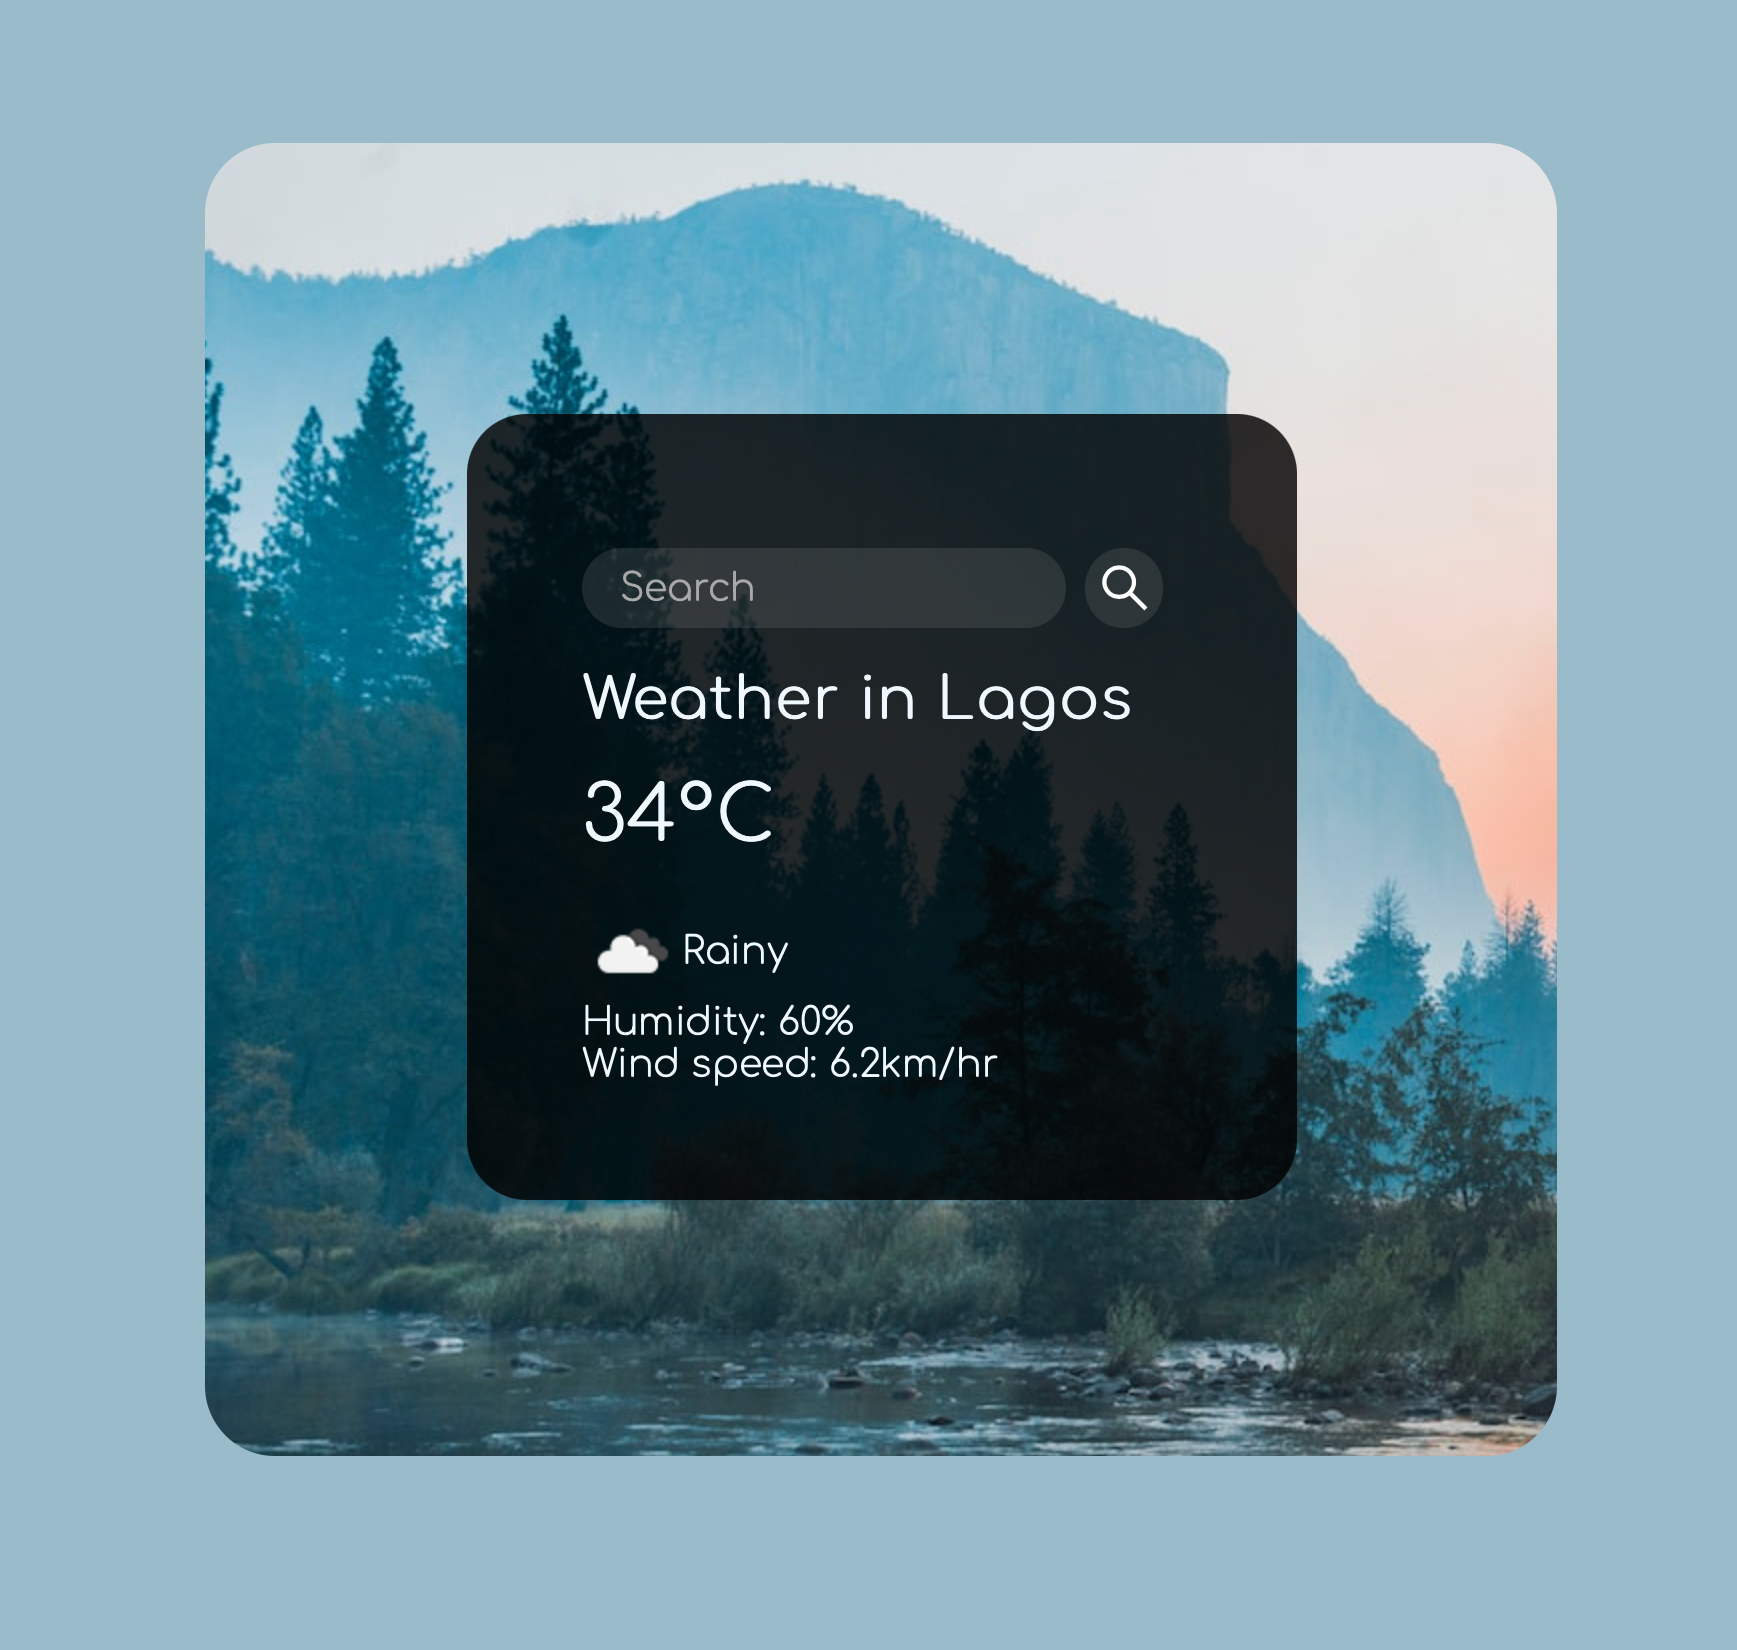 Search
Weather in Lagos
34°C
Rainy
Humidity: 60%
Wind speed: 6.2km/hr